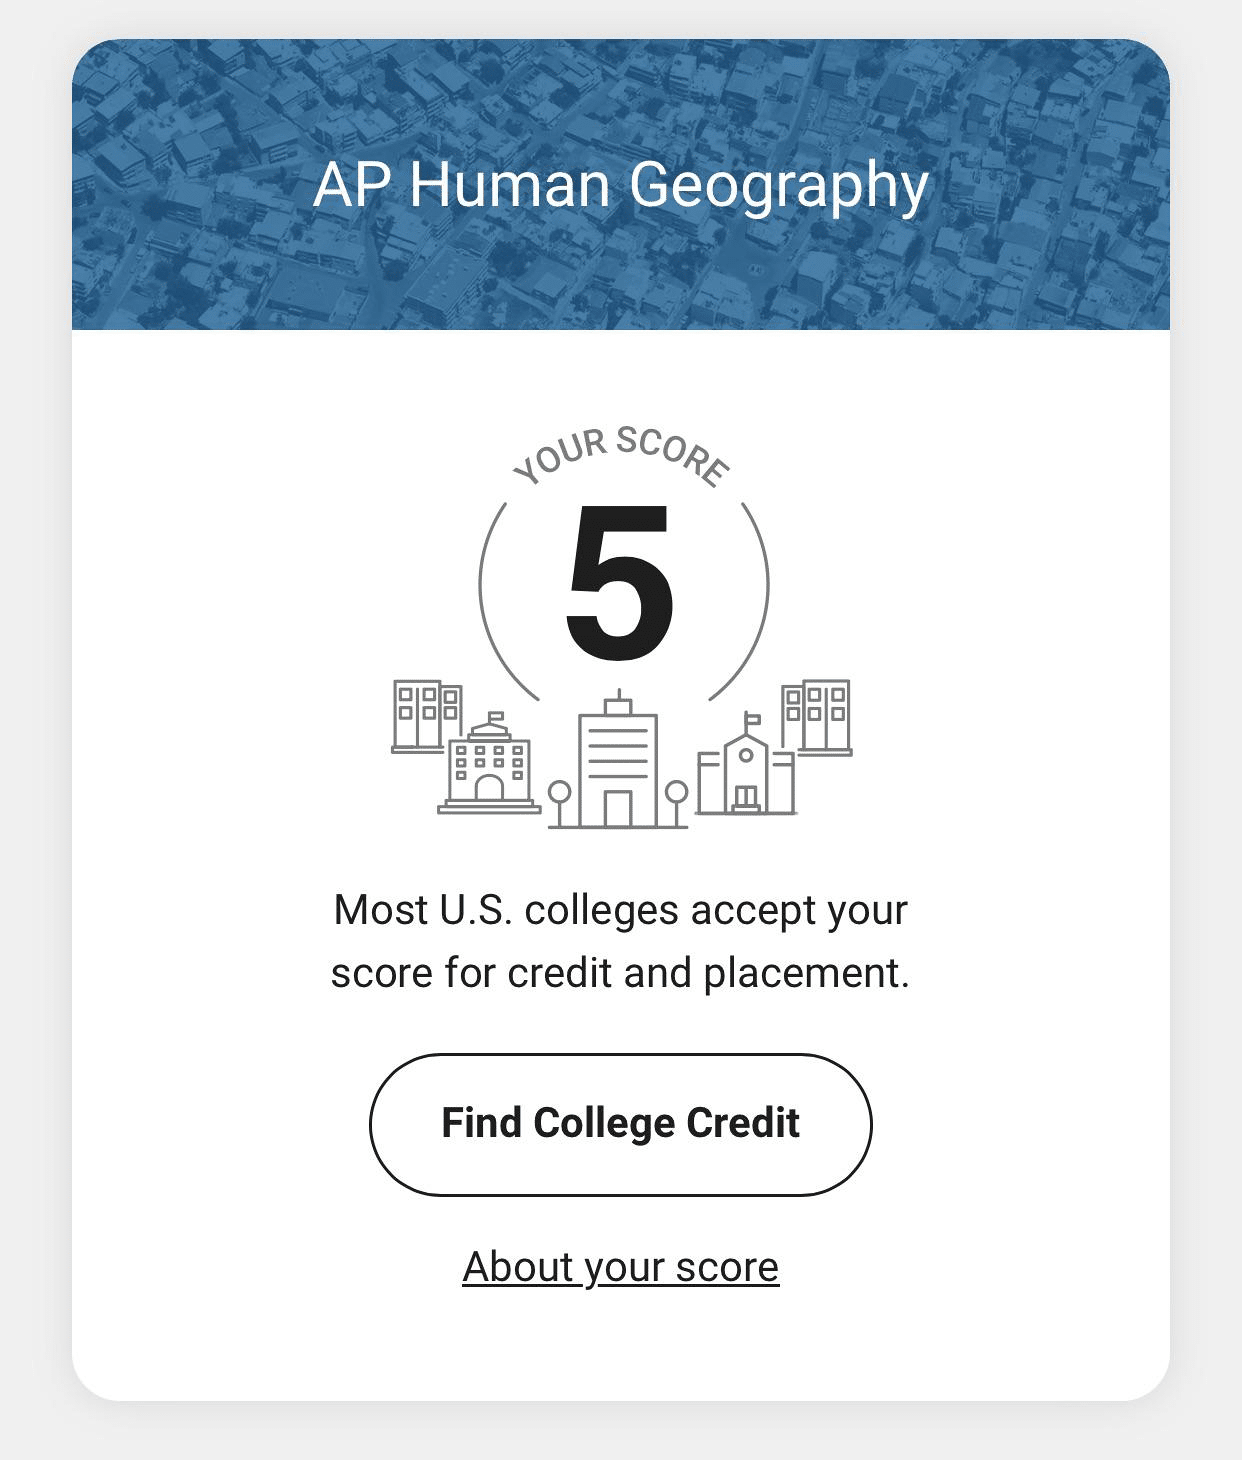 AP Human Geography
YOUR SCORE
5
Most U.S. colleges accept your
score for credit and placement.
Find College Credit
About your score